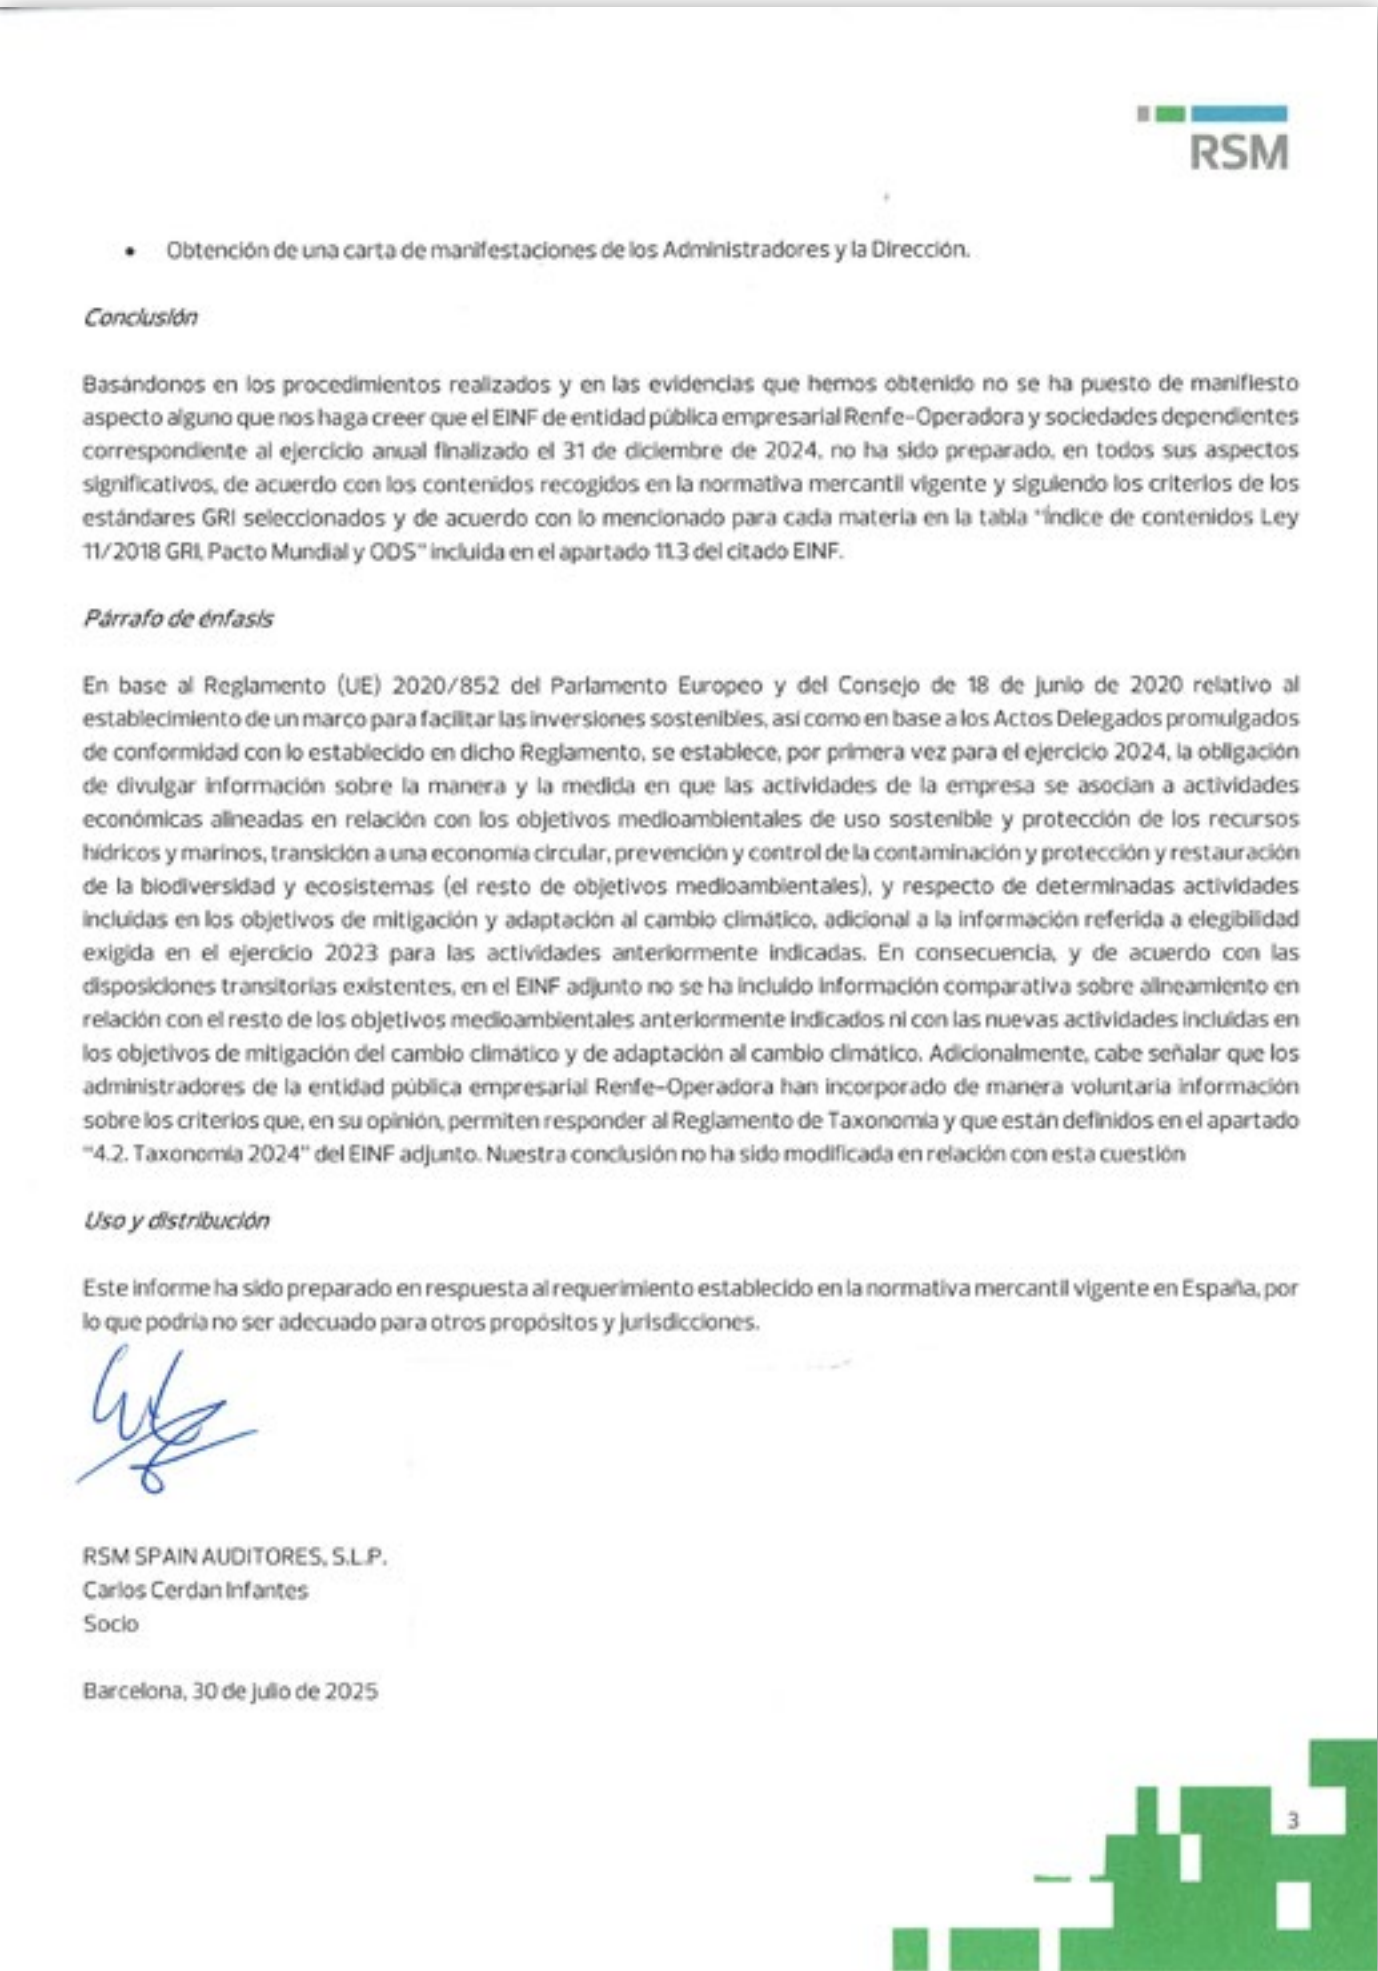 RSM
• Obtención de una carta de manifestaciones de los Administradores y la Dirección.
Conclusión
Basándonos en los procedimientos realizados y en las evidencias que hemos obtenido no se ha puesto de manifiesto
aspecto alguno que nos haga creer que el EINF de entidad pública empresarial Renfe-Operadora y sociedades dependientes
correspondiente al ejercicio anual finalizado el 31 de diciembre de 2024, no ha sido preparado, en todos sus aspectos
significativos, de acuerdo con los contenidos recogidos en la normativa mercantil vigente y siguiendo los criterios de los
estándares GRI seleccionados y de acuerdo con lo mencionado para cada materia en la tabla "Índice de contenidos Ley
11/2018 GRI, Pacto Mundial y ODS" incluida en el apartado 11.3 del citado EINF.
Párrafo de énfasis
En base al Reglamento (UE) 2020/852 del Parlamento Europeo y del Consejo de 18 de junio de 2020 relativo al
establecimiento de un marco para facilitar las inversiones sostenibles, así como en base a los Actos Delegados promulgados
de conformidad con lo establecido en dicho Reglamento, se establece, por primera vez para el ejercicio 2024, la obligación
de divulgar información sobre la manera y la medida en que las actividades de la empresa se asocian a actividades
económicas alineadas en relación con los objetivos medioambientales de uso sostenible y protección de los recursos
hídricos y marinos, transición a una economía circular, prevención y control de la contaminación y protección y restauración
de la biodiversidad y ecosistemas (el resto de objetivos medioambientales), y respecto de determinadas actividades
incluidas en los objetivos de mitigación y adaptación al cambio climático, adicional a la información referida a elegibilidad
exigida en el ejercicio 2023 para las actividades anteriormente indicadas. En consecuencia, y de acuerdo con las
disposiciones transitorias existentes, en el EINF adjunto no se ha incluido información comparativa sobre alineamiento en
relación con el resto de los objetivos medioambientales anteriormente indicados ni con las nuevas actividades incluidas en
los objetivos de mitigación del cambio climático y de adaptación al cambio climático. Adicionalmente, cabe señalar que los
administradores de la entidad pública empresarial Renfe-Operadora han incorporado de manera voluntaria información
sobre los criterios que, en su opinión, permiten responder al Reglamento de Taxonomía y que están definidos en el apartado
"4.2. Taxonomía 2024" del EINF adjunto. Nuestra conclusión no ha sido modificada en relación con esta cuestión
Uso y distribución
Este informe ha sido preparado en respuesta al requerimiento establecido en la normativa mercantil vigente en España, por
lo que podría no ser adecuado para otros propósitos y jurisdicciones.
RSM SPAIN AUDITORES, S.L.P.
Carlos Cerdan Infantes
Socio
Barcelona, 30 de julio de 2025
3